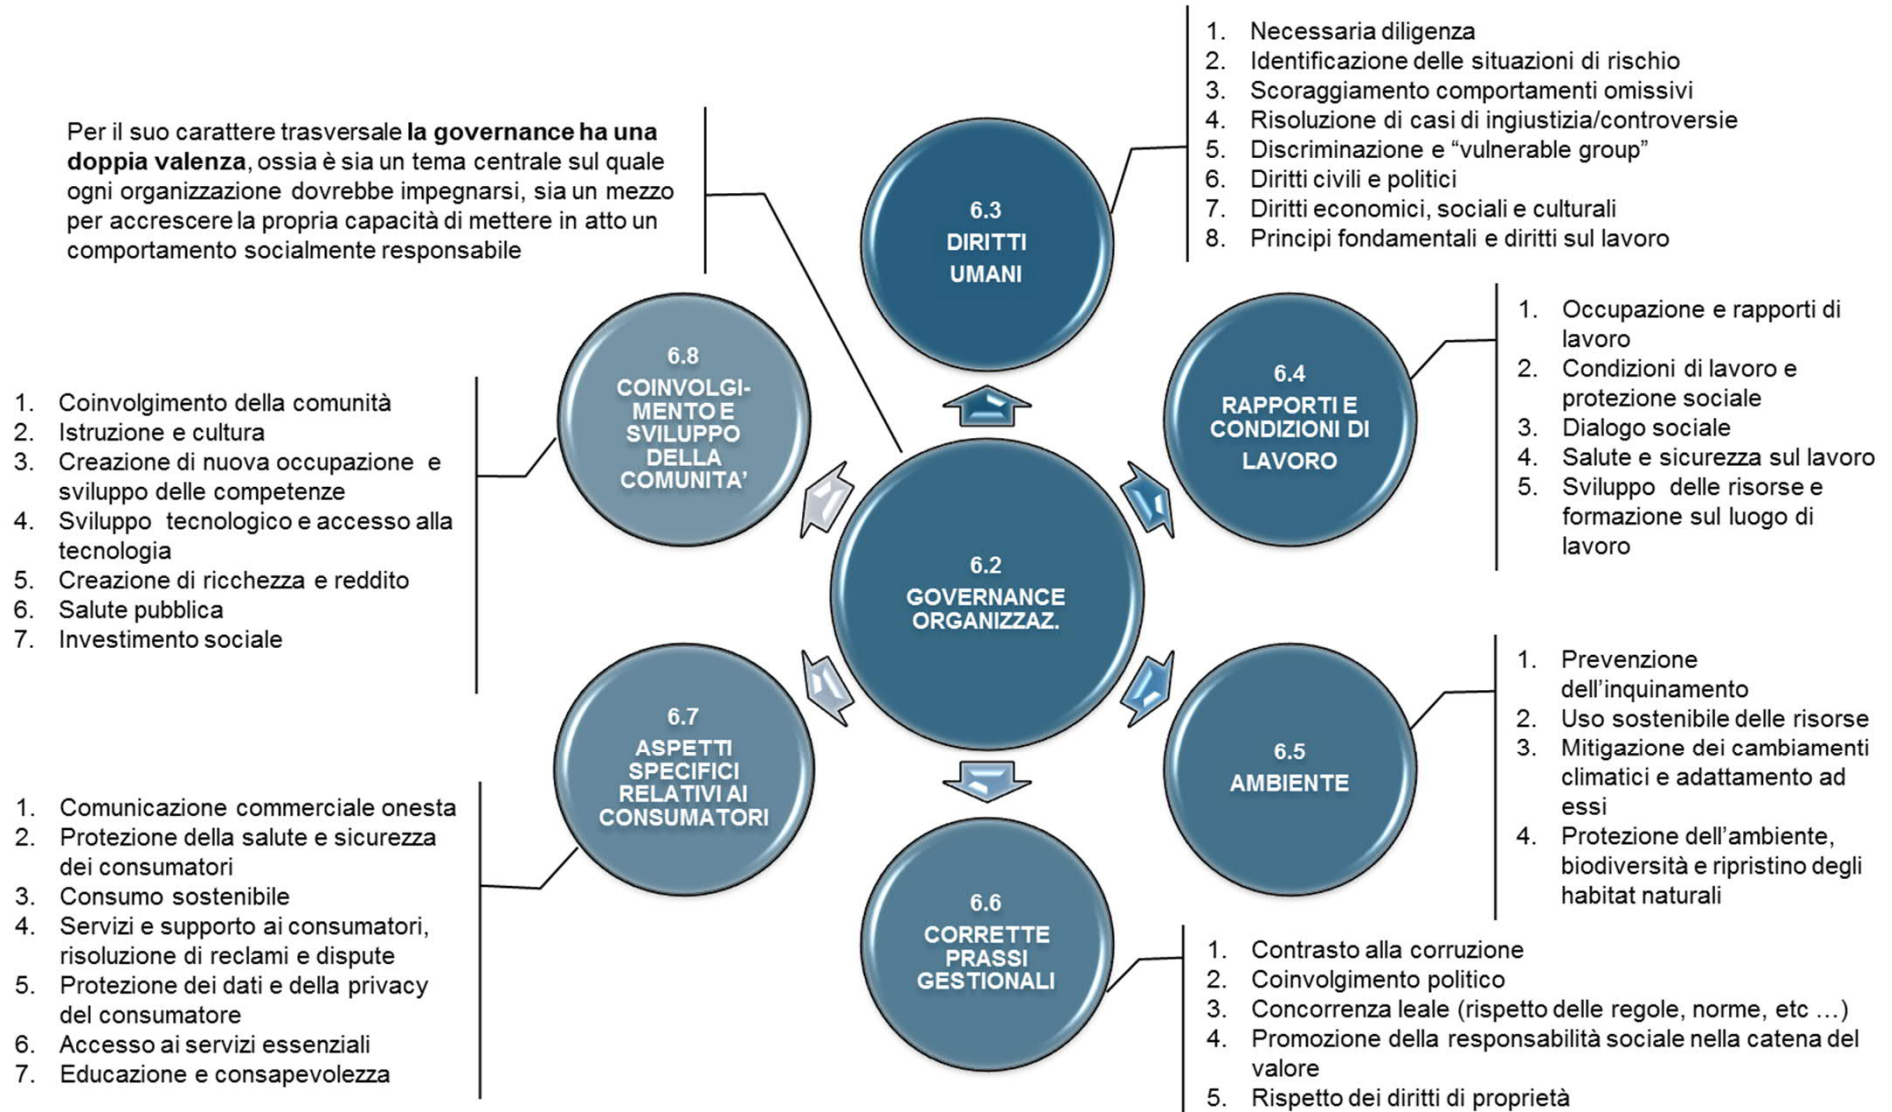 Per il suo carattere trasversale la governance ha una
doppia valenza, ossia è sia un tema centrale sul quale
ogni organizzazione dovrebbe impegnarsi, sia un mezzo
per accrescere la propria capacità di mettere in atto un
comportamento socialmente responsabile
6.3
DIRITTI
UMANI
1. Necessaria diligenza
2. Identificazione delle situazioni di rischio
3. Scoraggiamento comportamenti omissivi
4. Risoluzione di casi di ingiustizia/controversie
5. Discriminazione e “vulnerable group”
6. Diritti civili e politici
7. Diritti economici, sociali e culturali
8. Principi fondamentali e diritti sul lavoro
6.4
RAPPORTI E
CONDIZIONI DI
LAVORO
1. Occupazione e rapporti di
lavoro
2. Condizioni di lavoro e
protezione sociale
3. Dialogo sociale
4. Salute e sicurezza sul lavoro
5. Sviluppo delle risorse e
formazione sul luogo di
lavoro
6.8
COINVOLGI-
MENTO E
SVILUPPO
DELLA
COMUNITA’
1. Coinvolgimento della comunità
2. Istruzione e cultura
3. Creazione di nuova occupazione e
sviluppo delle competenze
4. Sviluppo tecnologico e accesso alla
tecnologia
5. Creazione di ricchezza e reddito
6. Salute pubblica
7. Investimento sociale
6.2
GOVERNANCE
ORGANIZZAZ.
6.5
AMBIENTE
1. Prevenzione
dell’inquinamento
2. Uso sostenibile delle risorse
3. Mitigazione dei cambiamenti
climatici e adattamento ad
essi
4. Protezione dell’ambiente,
biodiversità e ripristino degli
habitat naturali
6.7
ASPETTI
SPECIFICI
RELATIVI AI
CONSUMATORI
1. Comunicazione commerciale onesta
2. Protezione della salute e sicurezza
dei consumatori
3. Consumo sostenibile
4. Servizi e supporto ai consumatori,
risoluzione di reclami e dispute
5. Protezione dei dati e della privacy
del consumatore
6. Accesso ai servizi essenziali
7. Educazione e consapevolezza
6.6
CORRETTE
PRASSI
GESTIONALI
1. Contrasto alla corruzione
2. Coinvolgimento politico
3. Concorrenza leale (rispetto delle regole, norme, etc …)
4. Promozione della responsabilità sociale nella catena del
valore
5. Rispetto dei diritti di proprietà